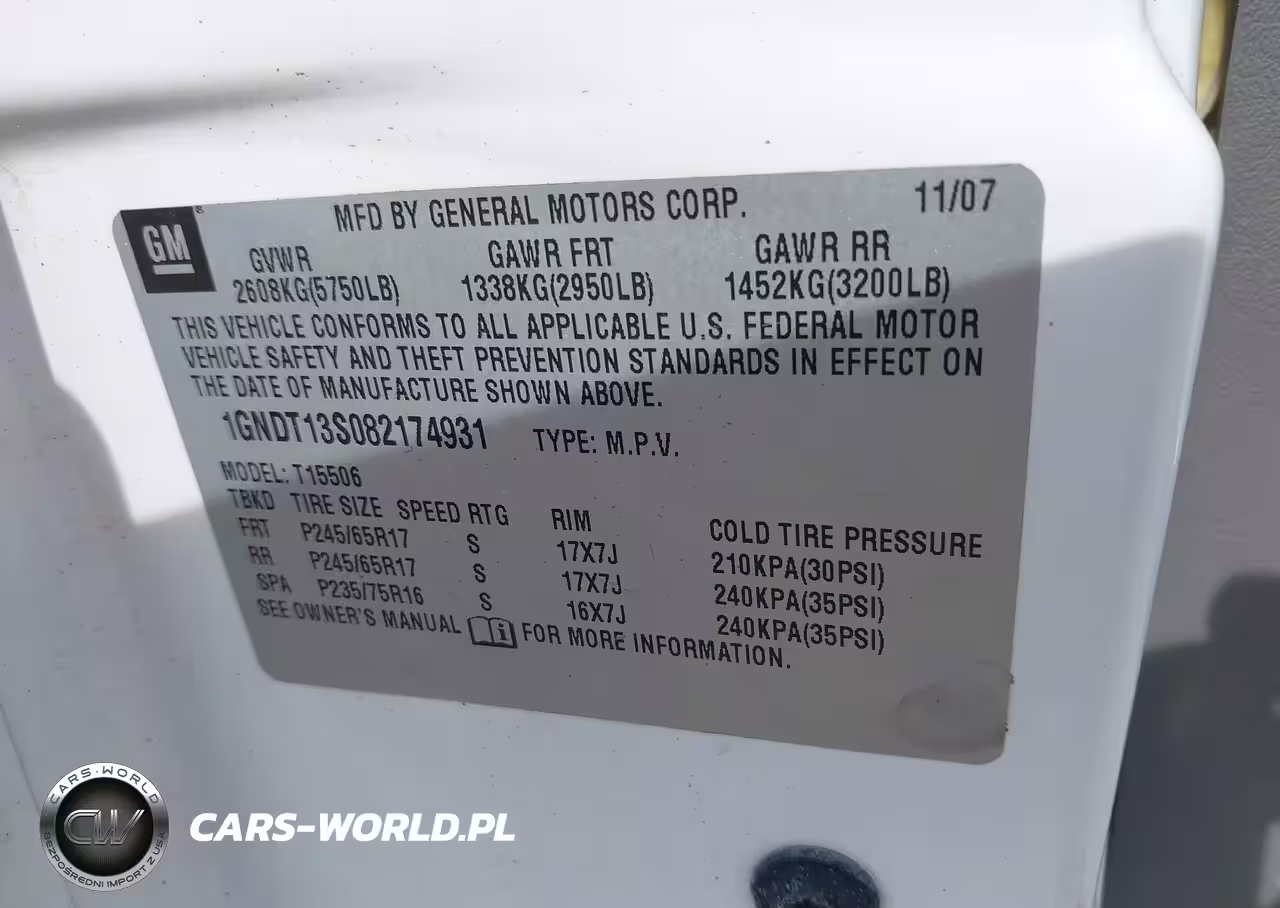 GM
MFD BY GENERAL MOTORS CORP. 11/07
GVWR GAWR FRT GAWR RR
2608KG(5750LB) 1338KG(2950LB) 1452KG(3200LB)
THIS VEHICLE CONFORMS TO ALL APPLICABLE U.S. FEDERAL MOTOR
VEHICLE SAFETY AND THEFT PREVENTION STANDARDS IN EFFECT ON
THE DATE OF MANUFACTURE SHOWN ABOVE.
1GNDT13S082174931 TYPE: M.P.V.
MODEL: T15506
TBKD TIRE SIZE SPEED RTG RIM COLD TIRE PRESSURE
FRT P245/65R17 S 17X7J 210KPA(30PSI)
RR P245/65R17 S 17X7J 240KPA(35PSI)
SPA P235/75R16 S 16X7J 240KPA(35PSI)
SEE OWNER'S MANUAL FOR MORE INFORMATION.
CARS-WORLD
CW
BEZPOŚREDNI IMPORT Z USA
CARS-WORLD.PL